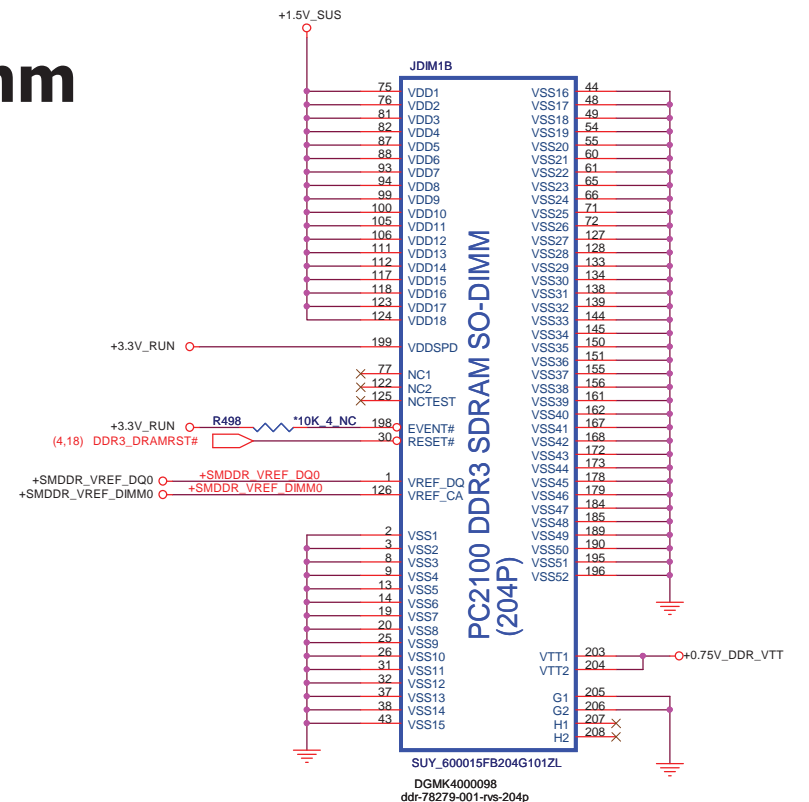 +1.5V_SUS
mm
JDIM1B
75 VDD1 VSS16 44
76 VDD2 VSS17 48
81 VDD3 VSS18 49
82 VDD4 VSS19 54
87 VDD5 VSS20 55
88 VDD6 VSS21 60
93 VDD7 VSS22 61
94 VDD8 VSS23 65
99 VDD9 VSS24 66
100 VDD10 VSS25 71
105 VDD11 VSS26 72
106 VDD12 VSS27 127
111 VDD13 VSS28 128
112 VDD14 VSS29 133
117 VDD15 VSS30 134
118 VDD16 VSS31 138
123 VDD17 VSS32 139
124 VDD18 VSS33 144
VSS34 145
+3.3V_RUN 199 VDDSPD VSS35 150
VSS36 151
77 NC1 VSS37 155
122 NC2 VSS38 156
125 NCTEST VSS39 161
VSS40 162
+3.3V_RUN R498 *10K_4_NC 198 EVENT# VSS41 167
(4,18) DDR3_DRAMRST# 30 RESET# VSS42 168
VSS43 172
VSS44 173
+SMDDR_VREF_DQ0 +SMDDR_VREF_DQ0 1 VREF_DQ VSS45 178
+SMDDR_VREF_DIMM0 +SMDDR_VREF_DIMM0 126 VREF_CA VSS46 179
VSS47 184
VSS48 185
2 VSS1 VSS49 189
3 VSS2 VSS50 190
8 VSS3 VSS51 195
9 VSS4 VSS52 196
13 VSS5
14 VSS6
19 VSS7
20 VSS8
25 VSS9
26 VSS10 VTT1 203 +0.75V_DDR_VTT
31 VSS11 VTT2 204
32 VSS12
37 VSS13 G1 205
38 VSS14 G2 206
43 VSS15 H1 207
H2 208
PC2100 DDR3 SDRAM SO-DIMM
(204P)
SUY_600015FB204G101ZL
DGMK4000098
ddr-78279-001-rvs-204p